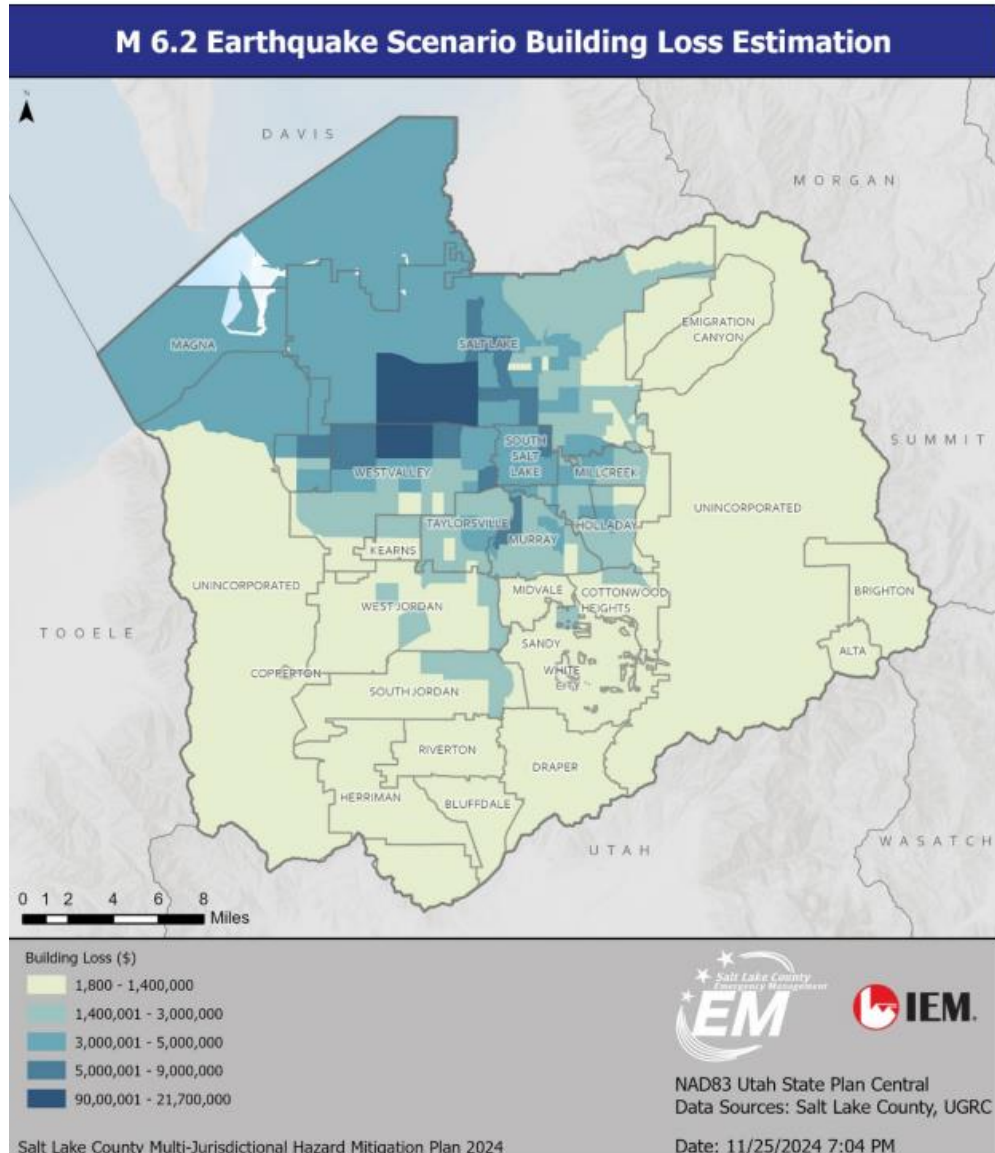 M 6.2 Earthquake Scenario Building Loss Estimation
N
DAVIS
MORGAN
MAGNA
SALT LAKE
EMIGRATION
CANYON
SUMMIT
SOUTH
SALT
LAKE
WEST VALLEY
MILLCREEK
UNINCORPORATED
TAYLORSVILLE
HOLLADAY
MURRAY
KEARNS
UNINCORPORATED
MIDVALE
COTTONWOOD
HEIGHTS
BRIGHTON
WEST JORDAN
TOOELE
SANDY
ALTA
COPPERTON
WHITE
CITY
SOUTH JORDAN
RIVERTON
DRAPER
HERRIMAN
BLUFFDALE
UTAH
WASATCH
0 1 2 4 6 8
Miles
Building Loss ($)
1,800 - 1,400,000
1,400,001 - 3,000,000
3,000,001 - 5,000,000
5,000,001 - 9,000,000
90,00,001 - 21,700,000
Salt Lake County
Emergency Management
EM
IEM.
NAD83 Utah State Plan Central
Data Sources: Salt Lake County, UGRC
Salt Lake County Multi-Jurisdictional Hazard Mitigation Plan 2024
Date: 11/25/2024 7:04 PM